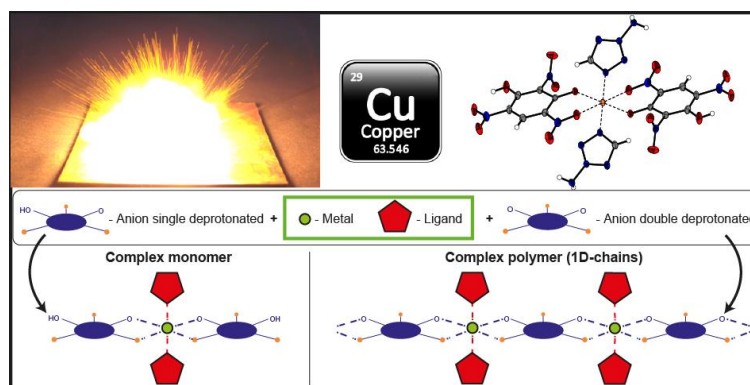 29
Cu
Copper
63.546
HO
O
- Anion single deprotonated +
- Metal
- Ligand
+
O
O
- Anion double deprotonated
Complex monomer
Complex polymer (1D-chains)
HO
O
O
OH
O
O
O
O
O
O